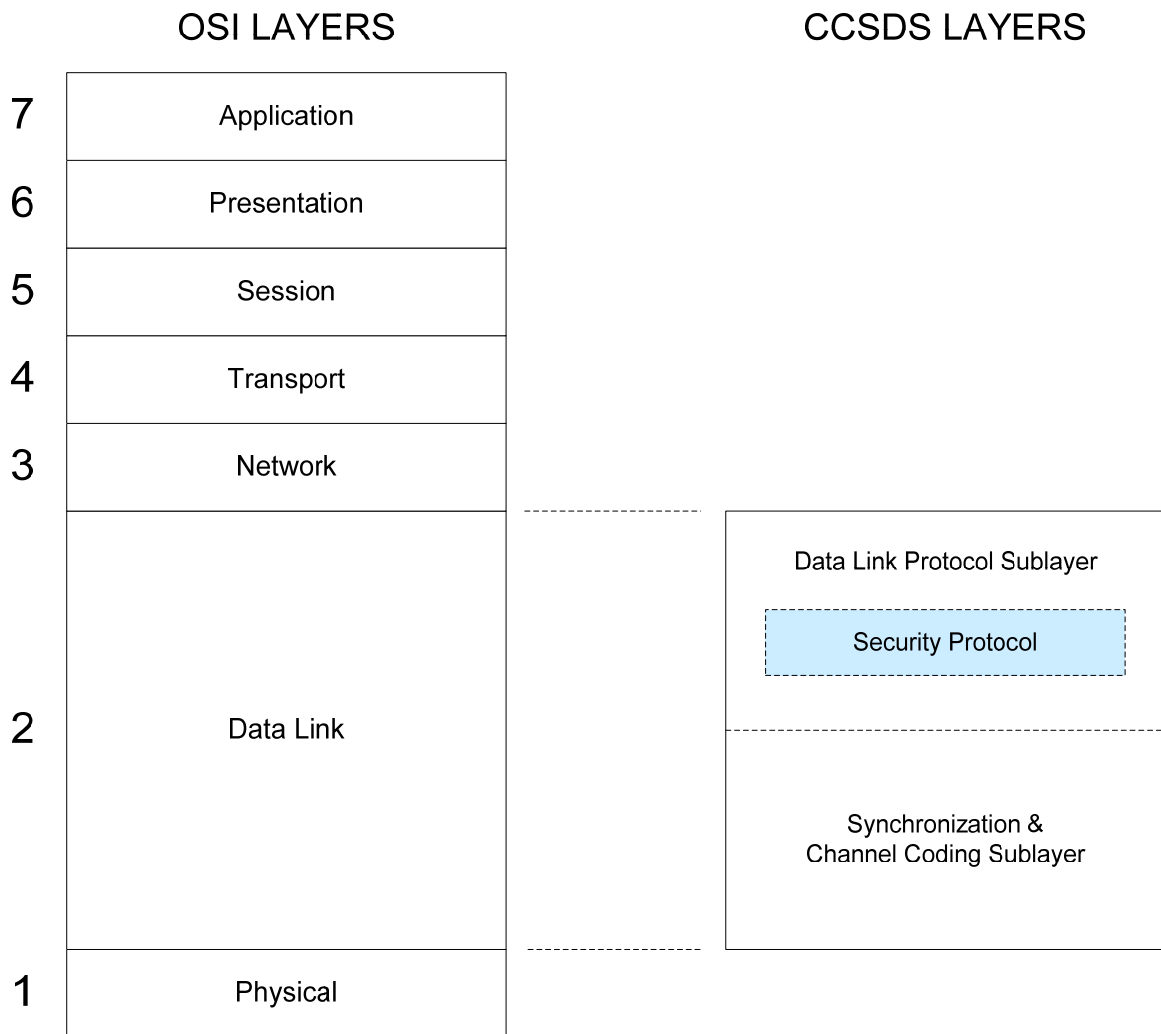 OSI LAYERS
CCSDS LAYERS
7
Application
6
Presentation
5
Session
4
Transport
3
Network
2
Data Link
1
Physical
Data Link Protocol Sublayer
Security Protocol
Synchronization &
Channel Coding Sublayer